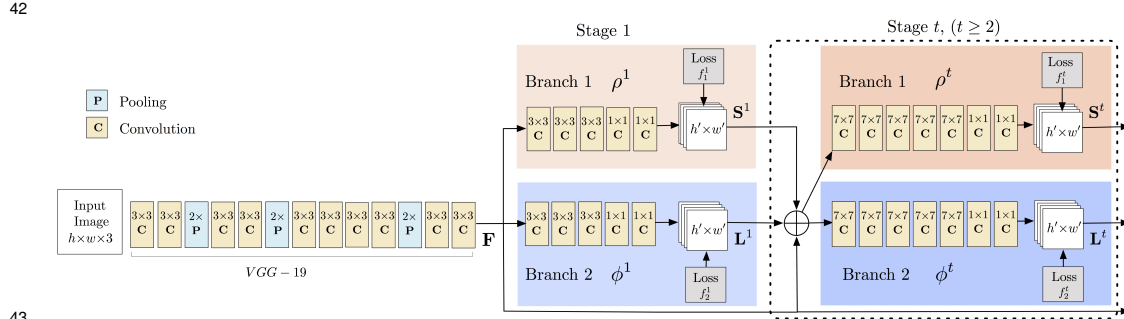 42
Stage 1
Stage t, (t ≥ 2)
P Pooling
C Convolution
Branch 1 ρ¹
Loss
f₁¹
3×3 3×3 3×3 1×1 1×1
C C C C C
h′×w′
S¹
Branch 1 ρᵗ
Loss
f₁ᵗ
7×7 7×7 7×7 7×7 7×7 1×1 1×1
C C C C C C C
h′×w′
Sᵗ
Input
Image
h×w×3
3×3 3×3 2× 3×3 3×3 2× 3×3 3×3 3×3 3×3 2× 3×3 3×3
C C P C C P C C C C P C C
VGG − 19
F
3×3 3×3 3×3 1×1 1×1
C C C C C
h′×w′
L¹
Branch 2 ϕ¹
Loss
f₂¹
7×7 7×7 7×7 7×7 7×7 1×1 1×1
C C C C C C C
h′×w′
Lᵗ
Branch 2 ϕᵗ
Loss
f₂ᵗ
43